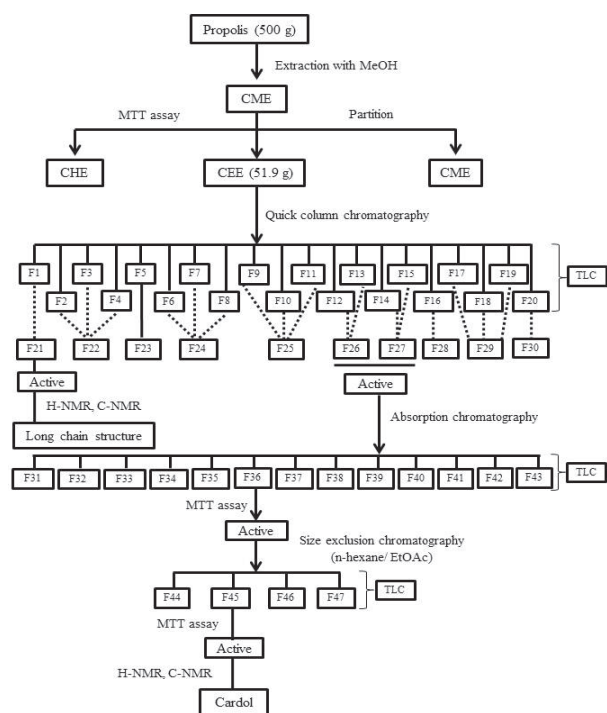 Propolis (500 g)
Extraction with MeOH
CME
MTT assay
Partition
CHE
CEE (51.9 g)
CME
Quick column chromatography
F1
F3
F5
F7
F9
F11
F13
F15
F17
F19
TLC
F2
F4
F6
F8
F10
F12
F14
F16
F18
F20
F21
F22
F23
F24
F25
F26
F27
F28
F29
F30
Active
Active
H-NMR, C-NMR
Absorption chromatography
Long chain structure
F31
F32
F33
F34
F35
F36
F37
F38
F39
F40
F41
F42
F43
TLC
MTT assay
Active
Size exclusion chromatography
(n-hexane/ EtOAc)
F44
F45
F46
F47
TLC
MTT assay
Active
H-NMR, C-NMR
Cardol